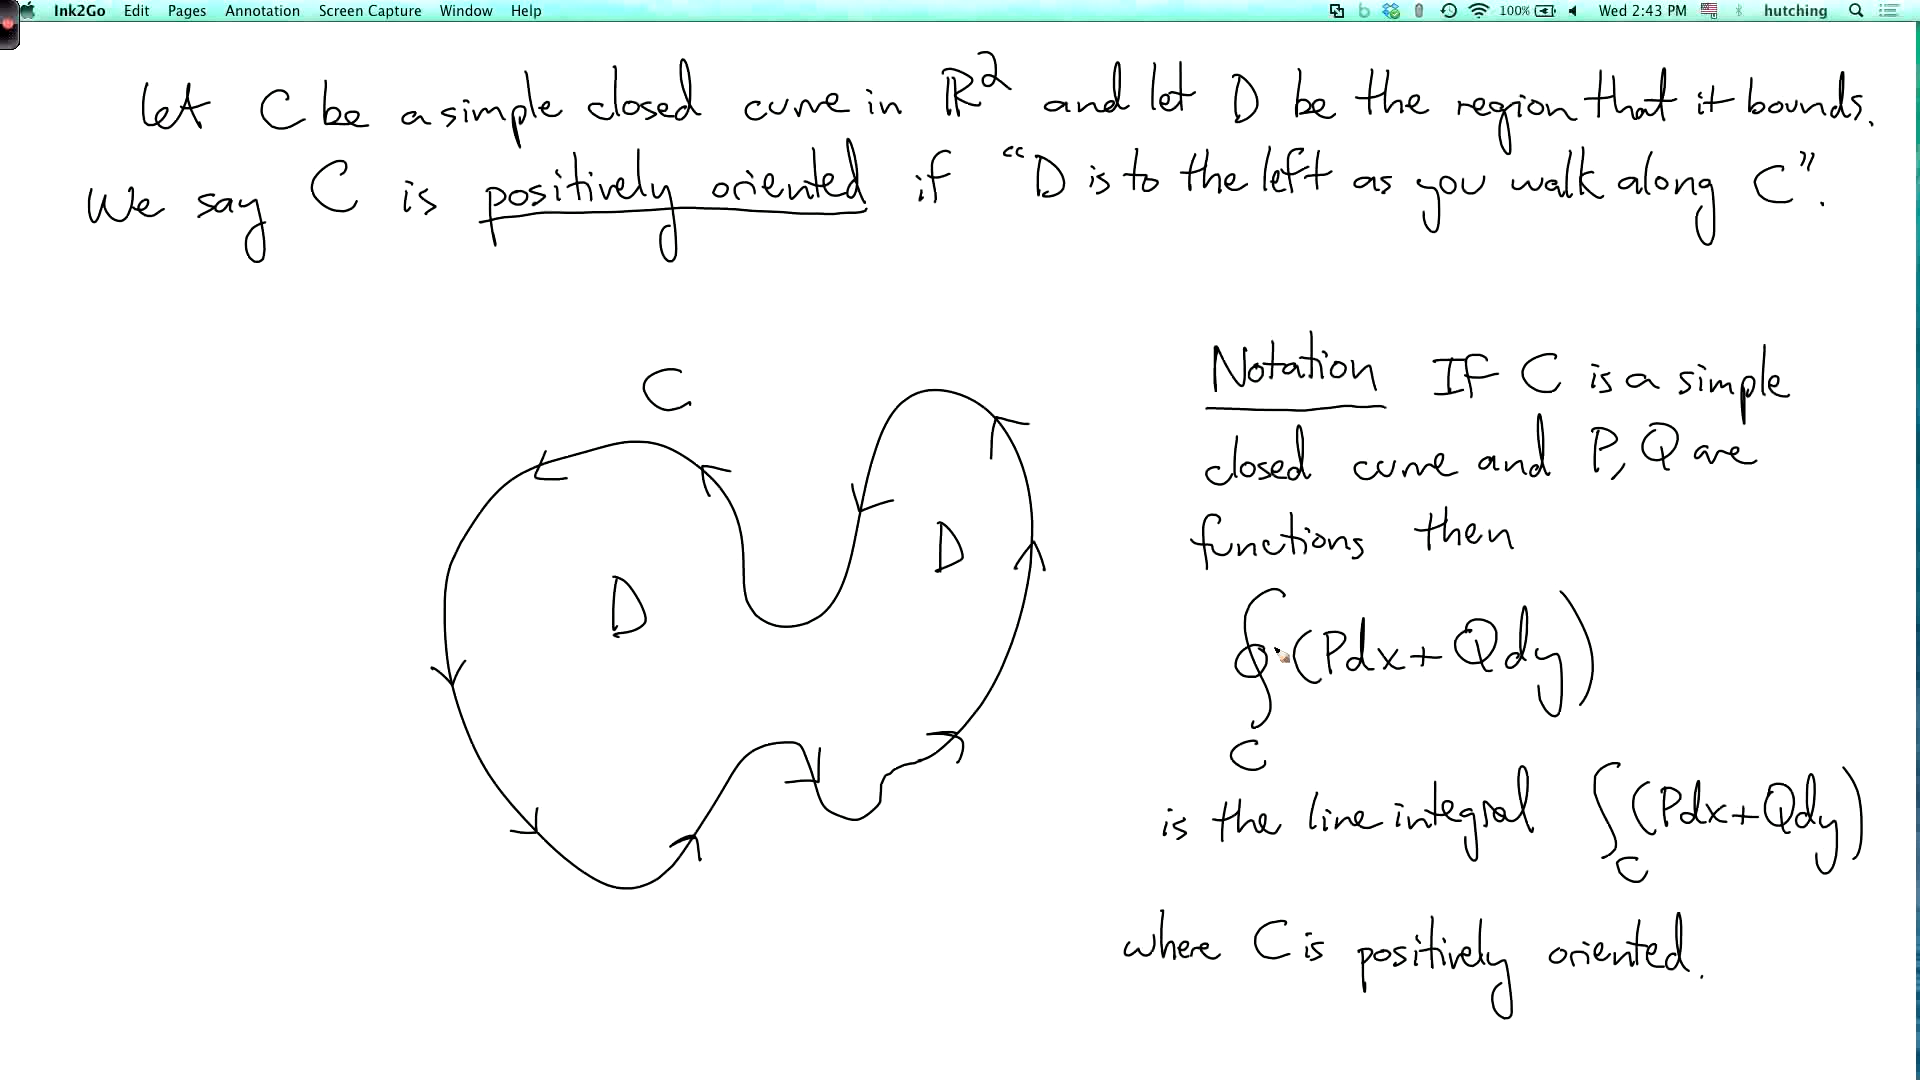 Ink2Go Edit Pages Annotation Screen Capture Window Help 100% Wed 2:43 PM hutching
Let C be a simple closed curve in ℝ² and let D be the region that it bounds.
We say C is positively oriented if "D is to the left as you walk along C".
C
D
D
Notation If C is a simple
closed curve and P, Q are
functions then
∮_C (Pdx + Qdy)
is the line integral ∫_C (Pdx + Qdy)
where C is positively oriented.